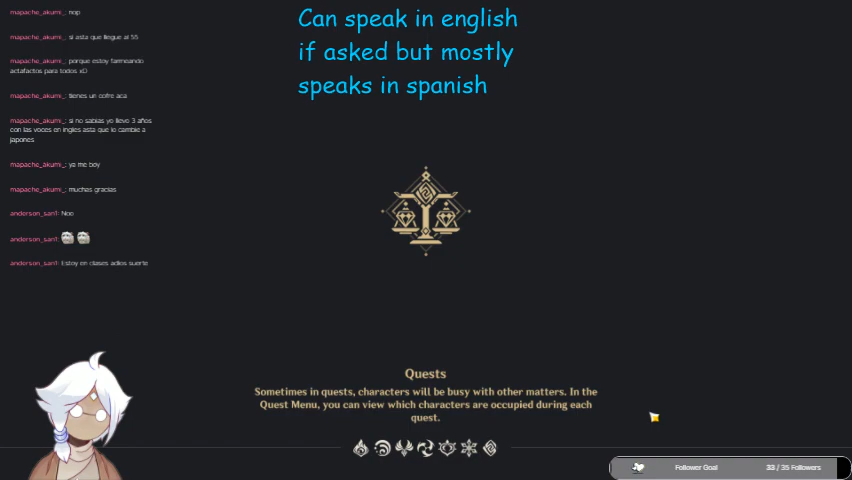 mapache_akumi_: nop
mapache_akumi_: si asta que llegue al 55
mapache_akumi_: porque estoy farmeando
actafactos para todos xD
mapache_akumi_: tienes un cofre aca
mapache_akumi_: si no sabias yo llevo 3 años
con las voces en ingles asta que lo cambie a
japones
mapache_akumi_: ya me boy
mapache_akumi_: muchas gracias
anderson_san1: Noo
anderson_san1:
anderson_san1: Estoy en clases adios suerte
Can speak in english
if asked but mostly
speaks in spanish
Quests
Sometimes in quests, characters will be busy with other matters. In the
Quest Menu, you can view which characters are occupied during each
quest.
Follower Goal 33 / 35 Followers